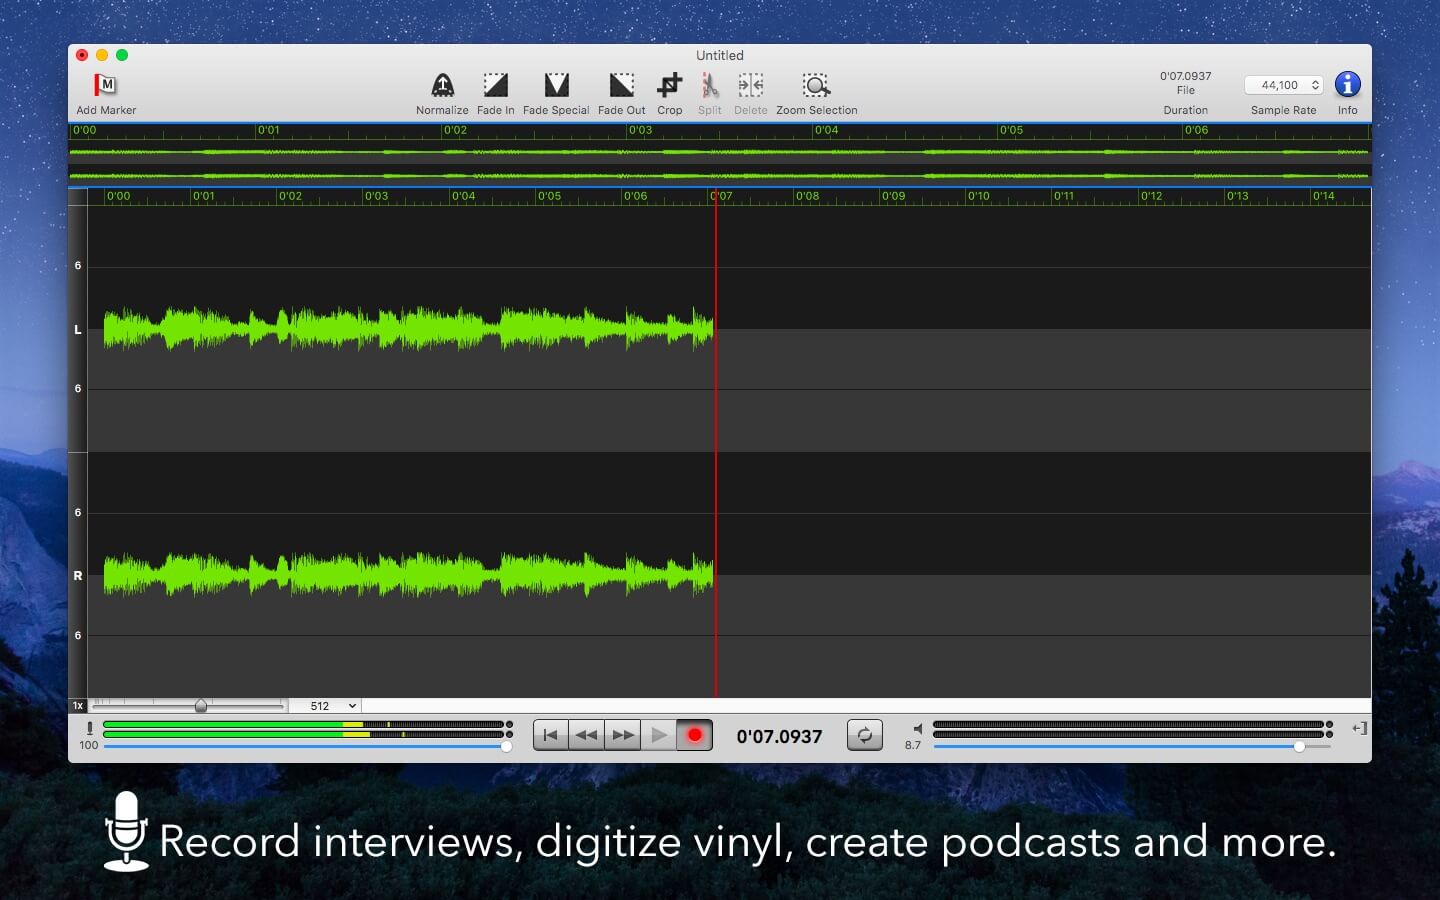 Untitled
M
Add Marker
Normalize
Fade In
Fade Special
Fade Out
Crop
Split
Delete
Zoom Selection
0'07.0937
File
Duration
44,100
Sample Rate
i
Info
0'00 0'01 0'02 0'03 0'04 0'05 0'06
0'00 0'01 0'02 0'03 0'04 0'05 0'06 0'07 0'08 0'09 0'10 0'11 0'12 0'13 0'14
6
L
6
6
R
6
1x
512
100
0'07.0937
8.7
Record interviews, digitize vinyl, create podcasts and more.